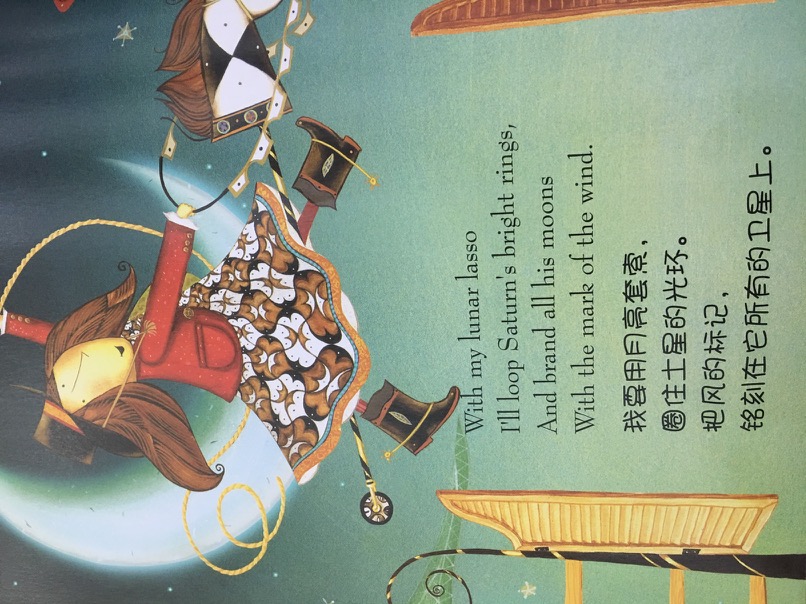 With my lunar lasso
I'll loop Saturn's bright rings,
And brand all his moons
With the mark of the wind.
我要用月亮套索，
圈住土星的光环。
把风的标记，
铭刻在它所有的卫星上。